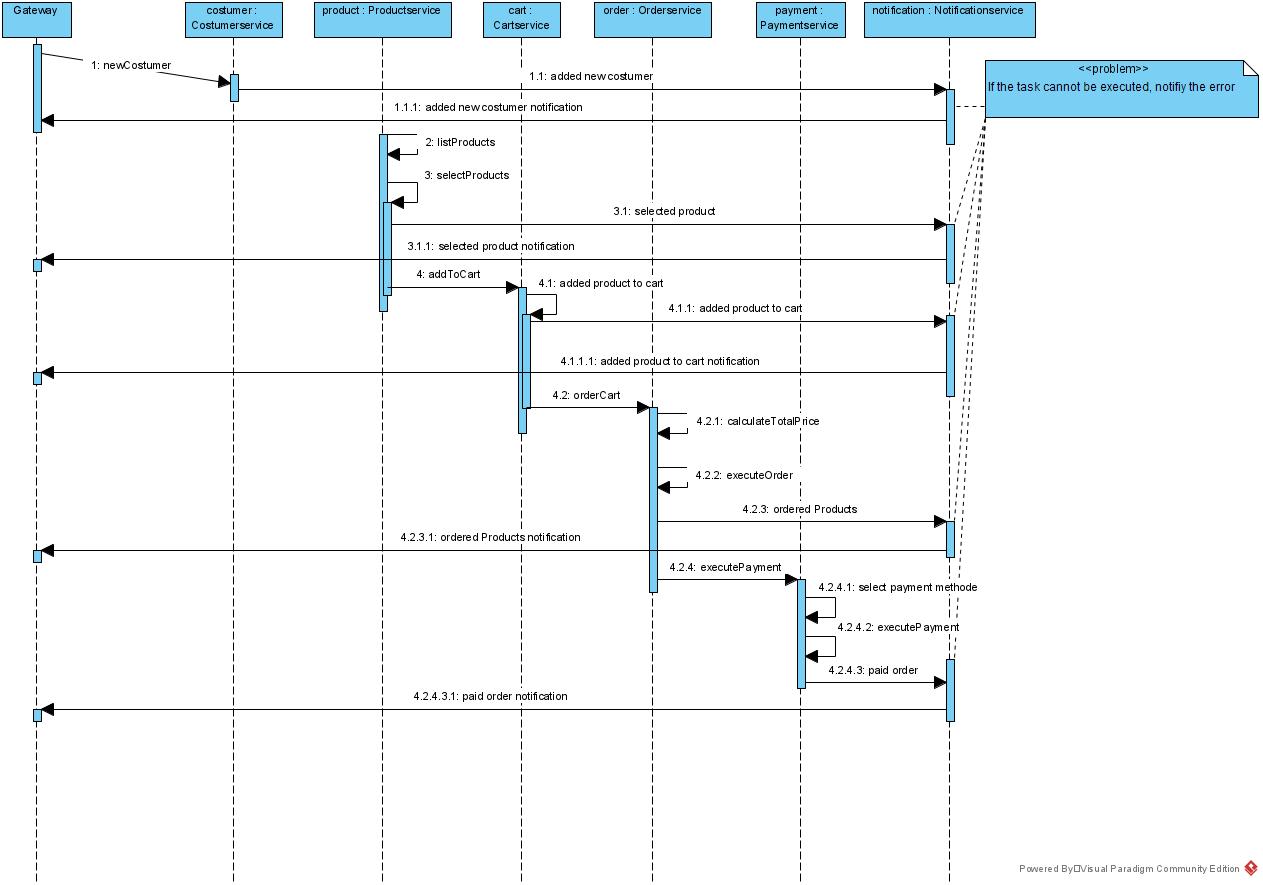 Gateway
costumer :
Costumerservice
product : Productservice
cart :
Cartservice
order : Orderservice
payment :
Paymentservice
notification : Notificationservice
<<problem>>
If the task cannot be executed, notifiy the error
1: newCostumer
1.1: added new costumer
1.1.1: added new costumer notification
2: listProducts
3: selectProducts
3.1: selected product
3.1.1: selected product notification
4: addToCart
4.1: added product to cart
4.1.1: added product to cart
4.1.1.1: added product to cart notification
4.2: orderCart
4.2.1: calculateTotalPrice
4.2.2: executeOrder
4.2.3: ordered Products
4.2.3.1: ordered Products notification
4.2.4: executePayment
4.2.4.1: select payment methode
4.2.4.2: executePayment
4.2.4.3: paid order
4.2.4.3.1: paid order notification
Powered By□Visual Paradigm Community Edition